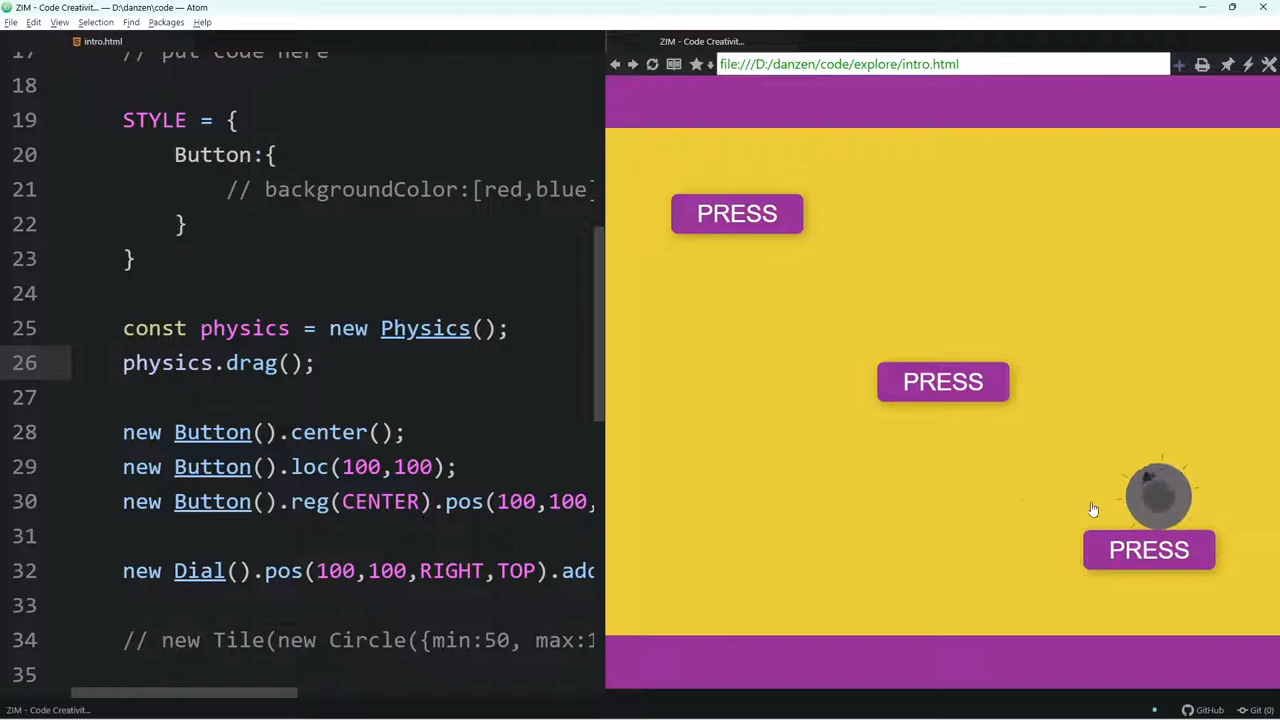 ZIM - Code Creativit... — D:\danzen\code — Atom
File Edit View Selection Find Packages Help
intro.html
17 // put code here
18
19 STYLE = {
20 Button:{
21 // backgroundColor:[red,blue]
22 }
23 }
24
25 const physics = new Physics();
26 physics.drag();
27
28 new Button().center();
29 new Button().loc(100,100);
30 new Button().reg(CENTER).pos(100,100,
31
32 new Dial().pos(100,100,RIGHT,TOP).add
33
34 // new Tile(new Circle({min:50, max:1
35
ZIM - Code Creativit...
file:///D:/danzen/code/explore/intro.html
PRESS
PRESS
PRESS
ZIM - Code Creativit...
GitHub
Git (0)